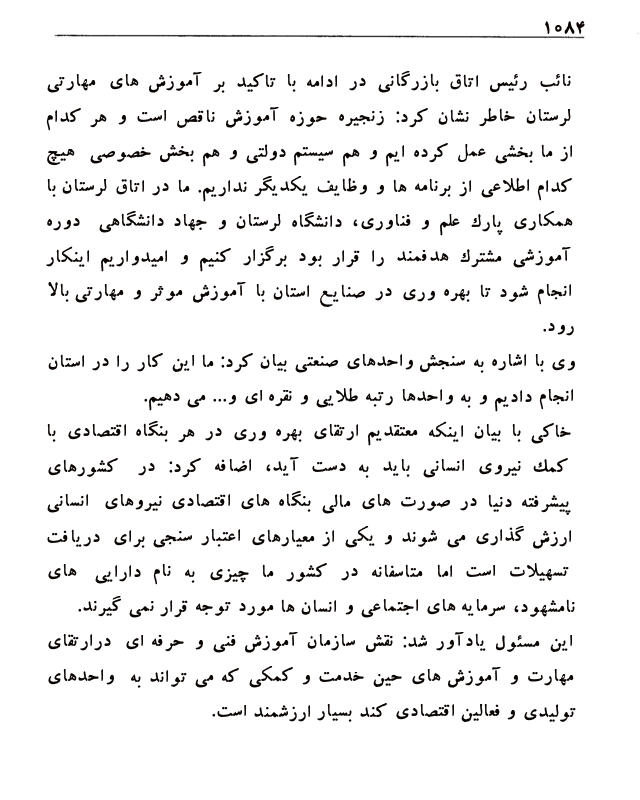 ۱۰۸۴
نائب رئیس اتاق بازرگانی در ادامه با تاکید بر آموزش های مهارتی
لرستان خاطر نشان کرد: زنجیره حوزه آموزش ناقص است و هر کدام
از ما بخشی عمل کرده ایم و هم سیستم دولتی و هم بخش خصوصی هیچ
کدام اطلاعی از برنامه ها و وظایف یکدیگر نداریم. ما در اتاق لرستان با
همکاری پارك علم و فناوری، دانشگاه لرستان و جهاد دانشگاهی دوره
آموزشی مشترك هدفمند را قرار بود برگزار کنیم و امیدواریم اینکار
انجام شود تا بهره وری در صنایع استان با آموزش موثر و مهارتی بالا
رود.
وی با اشاره به سنجش واحدهای صنعتی بیان کرد: ما این کار را در استان
انجام دادیم و به واحدها رتبه طلایی و نقره ای و... می دهیم.
خاکی با بیان اینکه معتقدیم ارتقای بهره وری در هر بنگاه اقتصادی با
کمك نیروی انسانی باید به دست آید، اضافه کرد: در کشورهای
پیشرفته دنیا در صورت های مالی بنگاه های اقتصادی نیروهای انسانی
ارزش گذاری می شوند و یکی از معیارهای اعتبار سنجی برای دریافت
تسهیلات است اما متاسفانه در کشور ما چیزی به نام دارایی های
نامشهود، سرمایه های اجتماعی و انسان ها مورد توجه قرار نمی گیرند.
این مسئول یادآور شد: نقش سازمان آموزش فنی و حرفه ای درارتقای
مهارت و آموزش های حین خدمت و کمکی که می تواند به واحدهای
تولیدی و فعالین اقتصادی کند بسیار ارزشمند است.